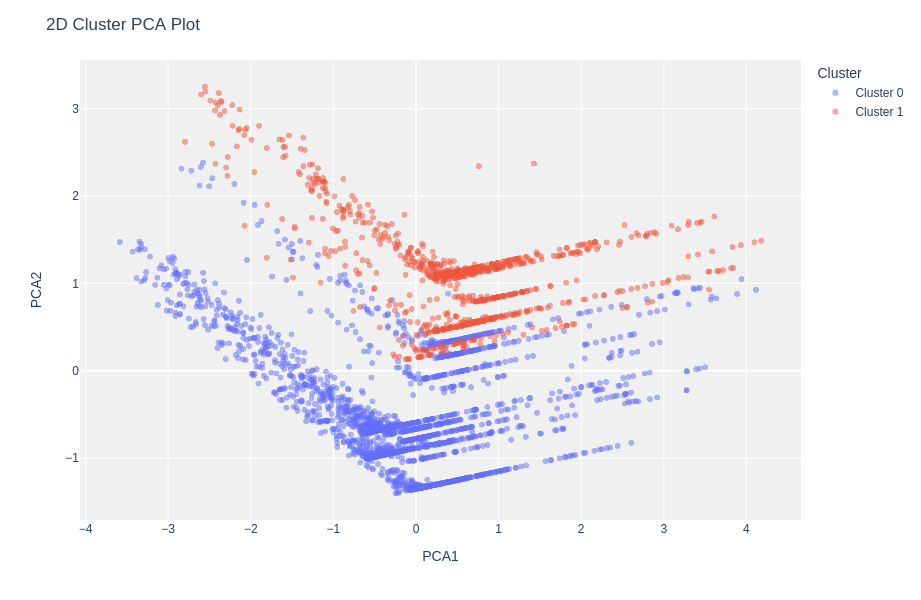 2D Cluster PCA Plot
Cluster
Cluster 0
Cluster 1
3
2
1
0
−1
−4
−3
−2
−1
0
1
2
3
4
PCA1
PCA2